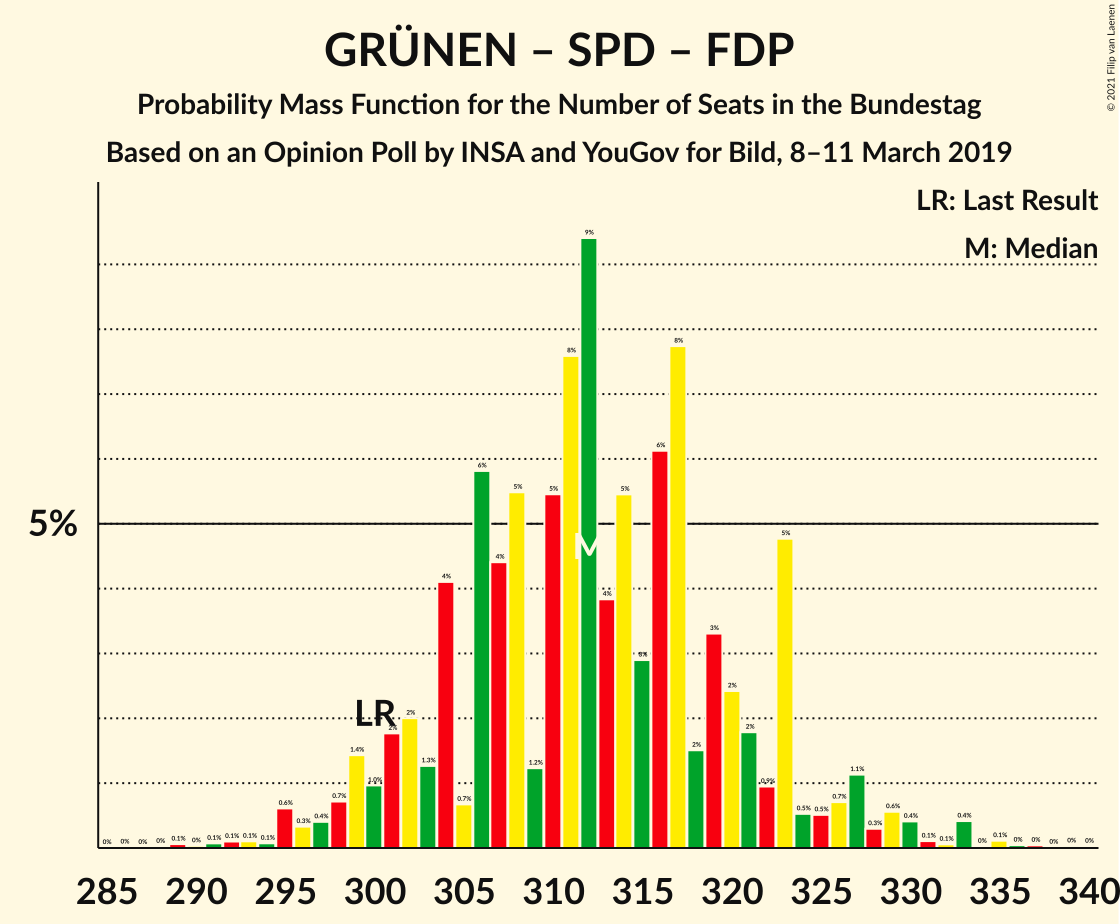 GRÜNEN – SPD – FDP
Probability Mass Function for the Number of Seats in the Bundestag
Based on an Opinion Poll by INSA and YouGov for Bild, 8–11 March 2019
© 2021 Filip van Laenen
LR: Last Result
M: Median
5%
LR
M
0% 0% 0% 0% 0.1% 0% 0.1% 0.1% 0.1% 0.1% 0.6% 0.3% 0.4% 0.7% 1.4% 1.0% 2% 2% 1.3% 4% 0.7% 6% 4% 5% 1.2% 5% 8% 9% 4% 5% 3% 6% 8% 2% 3% 2% 2% 0.9% 5% 0.5% 0.5% 0.7% 1.1% 0.3% 0.6% 0.4% 0.1% 0.1% 0.4% 0% 0.1% 0% 0% 0% 0% 0%
285 290 295 300 305 310 315 320 325 330 335 340